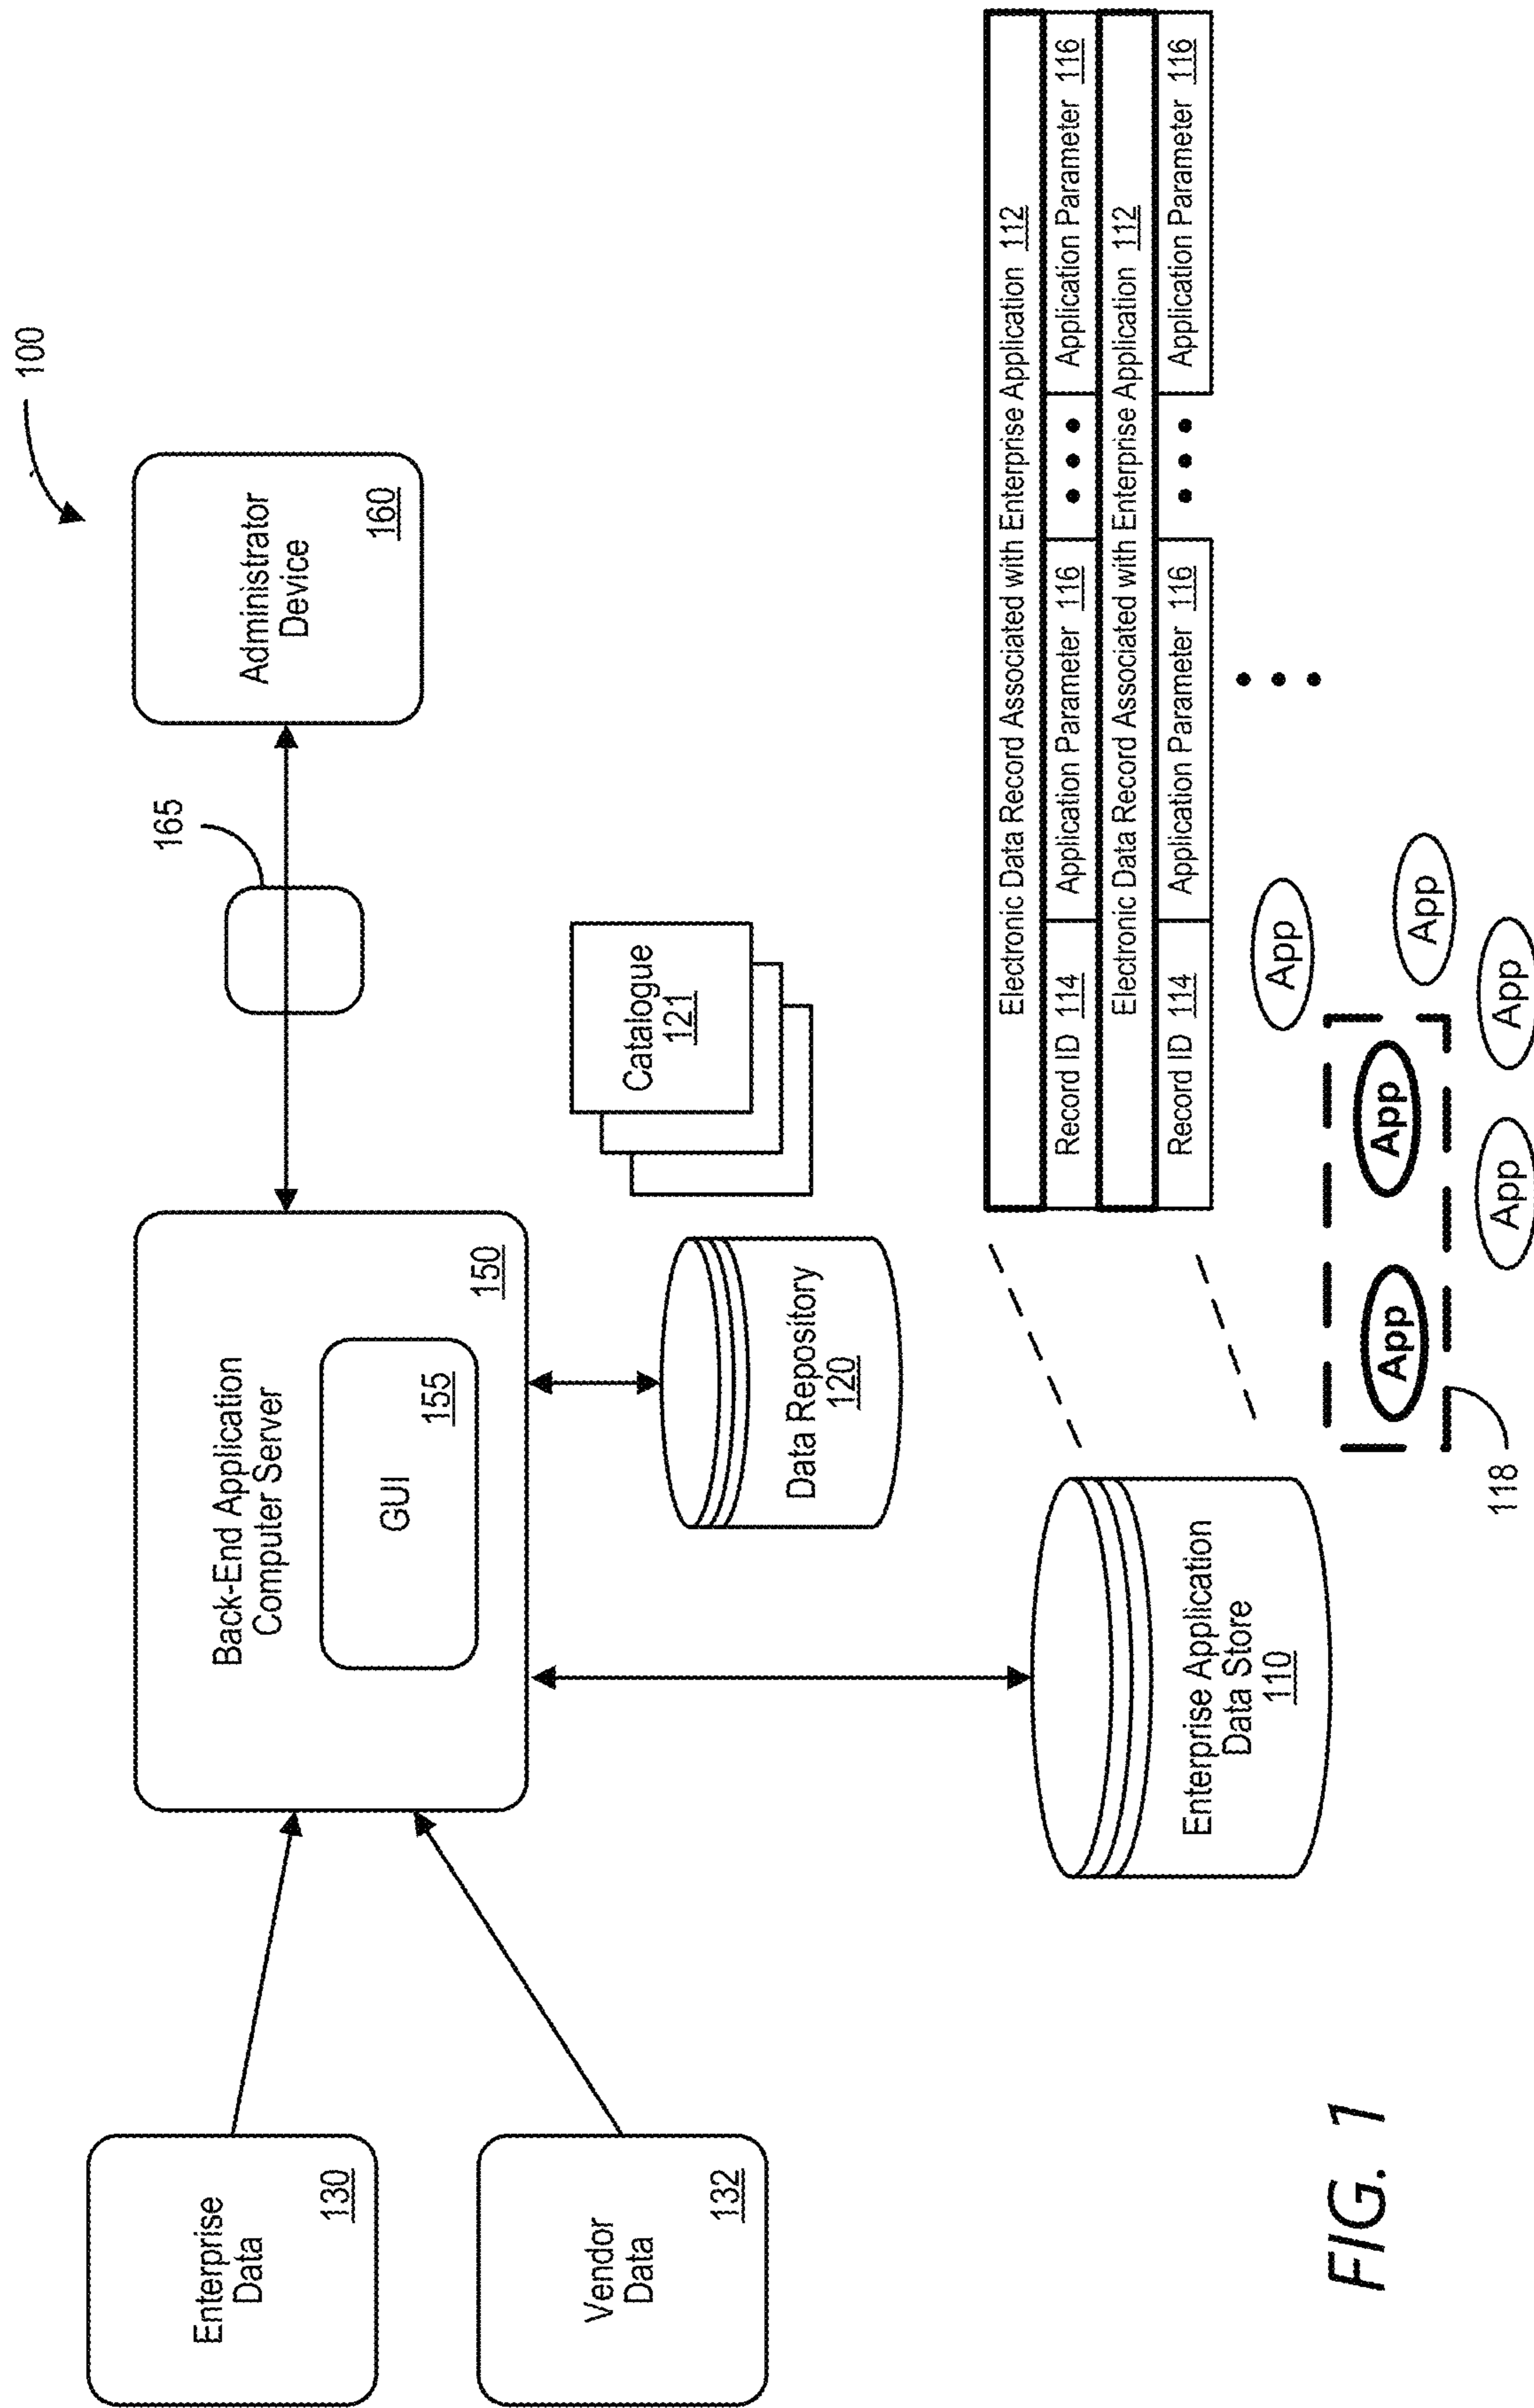 100
Enterprise
Data
130
Vendor
Data
132
Back-End Application
Computer Server
150
GUI
155
165
Administrator
Device
160
Data Repository
120
Catalogue
121
Enterprise Application
Data Store
110
Electronic Data Record Associated with Enterprise Application 112
Record ID 114 Application Parameter 116 • • • Application Parameter 116
Electronic Data Record Associated with Enterprise Application 112
Record ID 114 Application Parameter 116 • • • Application Parameter 116
App
App
App
App
App
App
118
FIG. 1